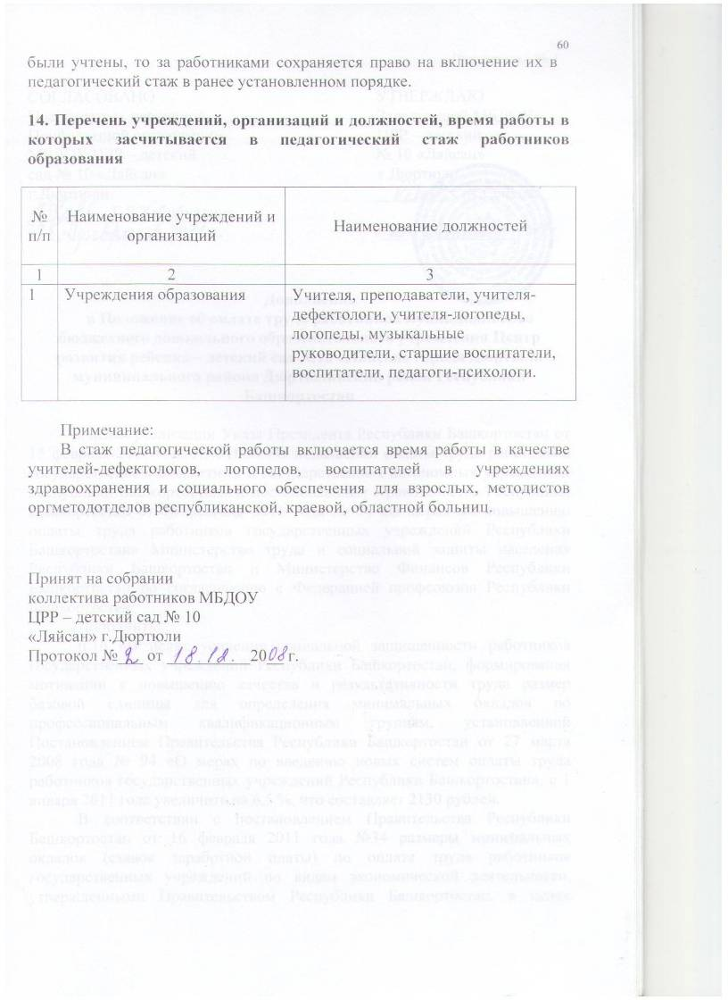 60
были учтены, то за работниками сохраняется право на включение их в
педагогический стаж в ранее установленном порядке.
14. Перечень учреждений, организаций и должностей, время работы в
которых засчитывается в педагогический стаж работников
образования
№ п/п
Наименование учреждений и организаций
Наименование должностей
1 2 3
1 Учреждения образования Учителя, преподаватели, учителя-
дефектологи, учителя-логопеды,
логопеды, музыкальные
руководители, старшие воспитатели,
воспитатели, педагоги-психологи.
Примечание:
В стаж педагогической работы включается время работы в качестве
учителей-дефектологов, логопедов, воспитателей в учреждениях
здравоохранения и социального обеспечения для взрослых, методистов
оргметодотделов республиканской, краевой, областной больниц.
Принят на собрании
коллектива работников МБДОУ
ЦРР – детский сад № 10
«Ляйсан» г.Дюртюли
Протокол № 2 от 18.12. 2008г.